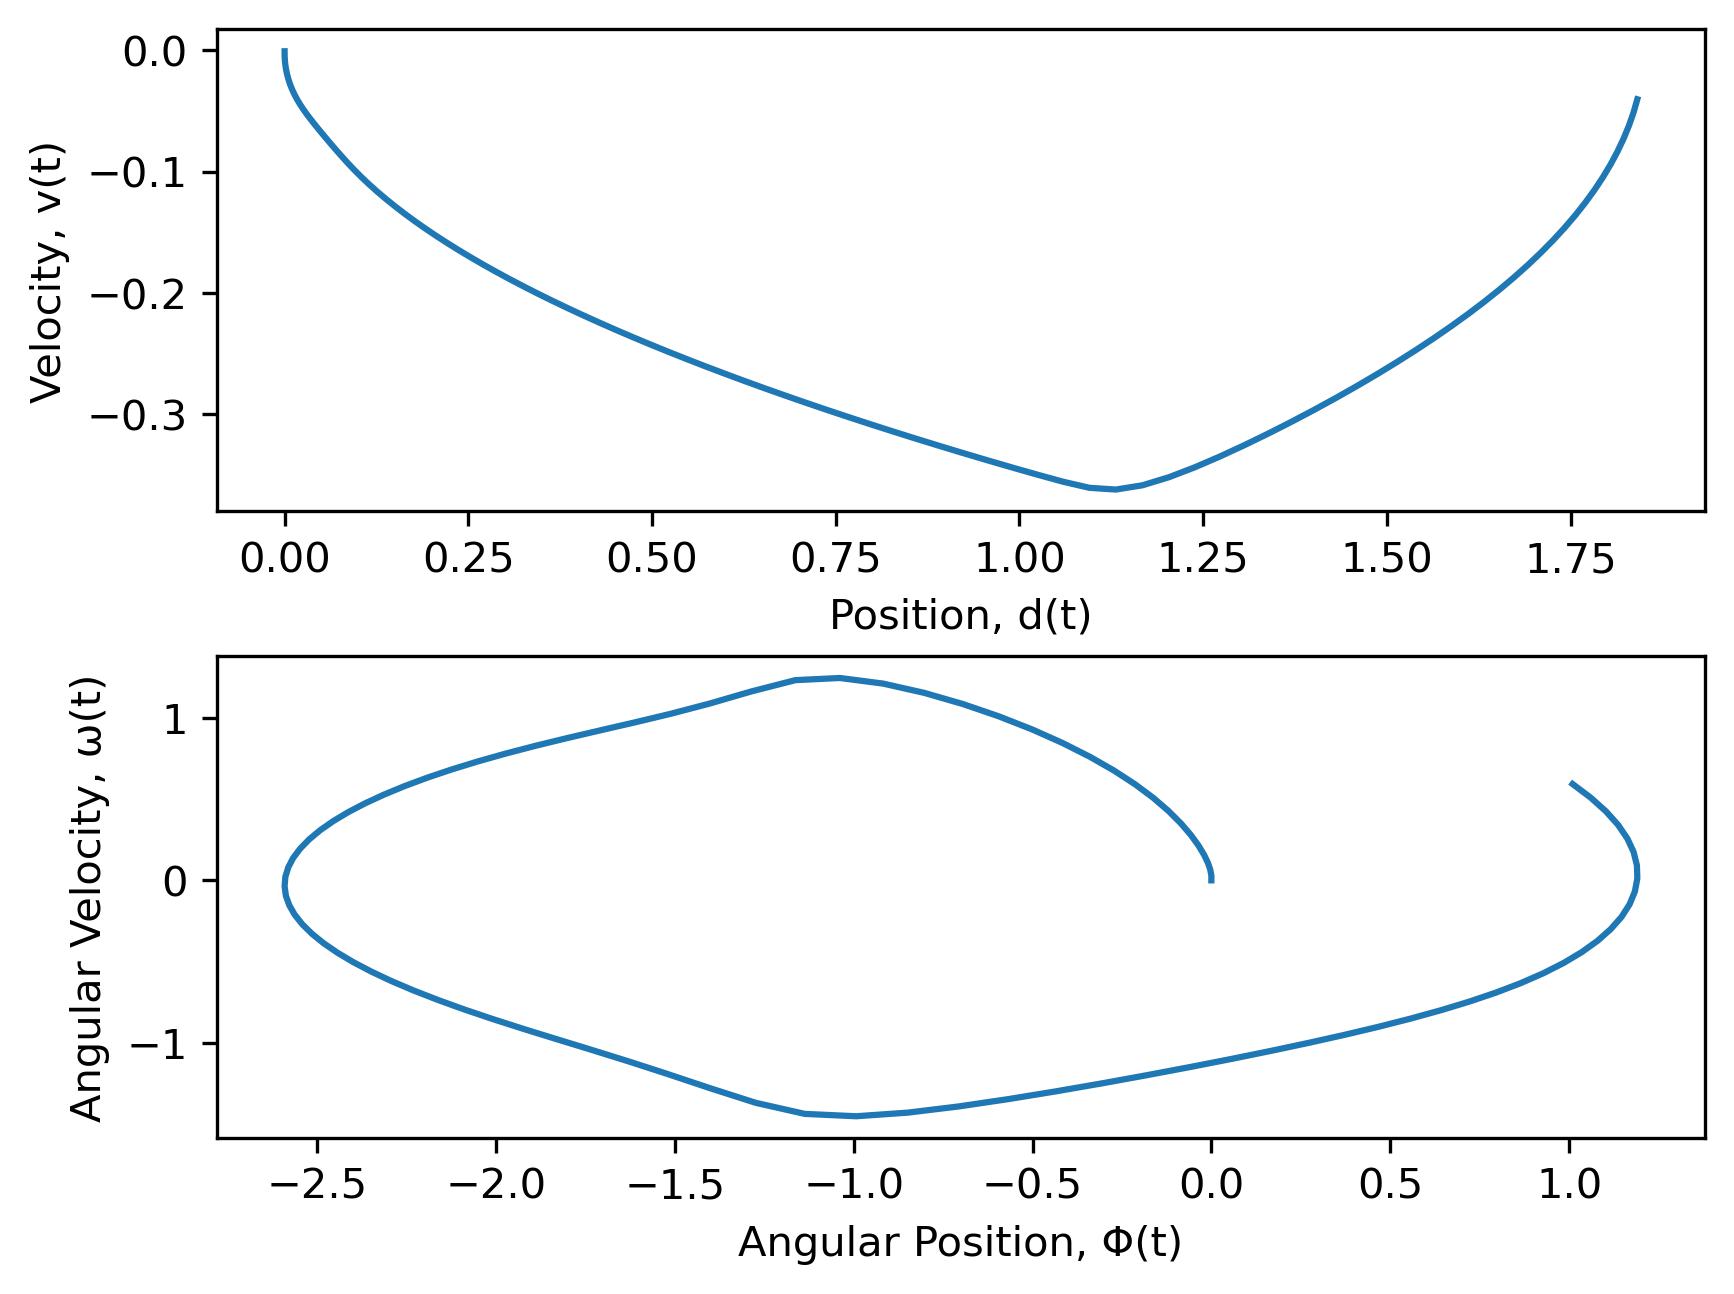 Velocity, v(t)
0.0
−0.1
−0.2
−0.3
0.00 0.25 0.50 0.75 1.00 1.25 1.50 1.75
Position, d(t)
Angular Velocity, ω(t)
1
0
−1
−2.5 −2.0 −1.5 −1.0 −0.5 0.0 0.5 1.0
Angular Position, Φ(t)